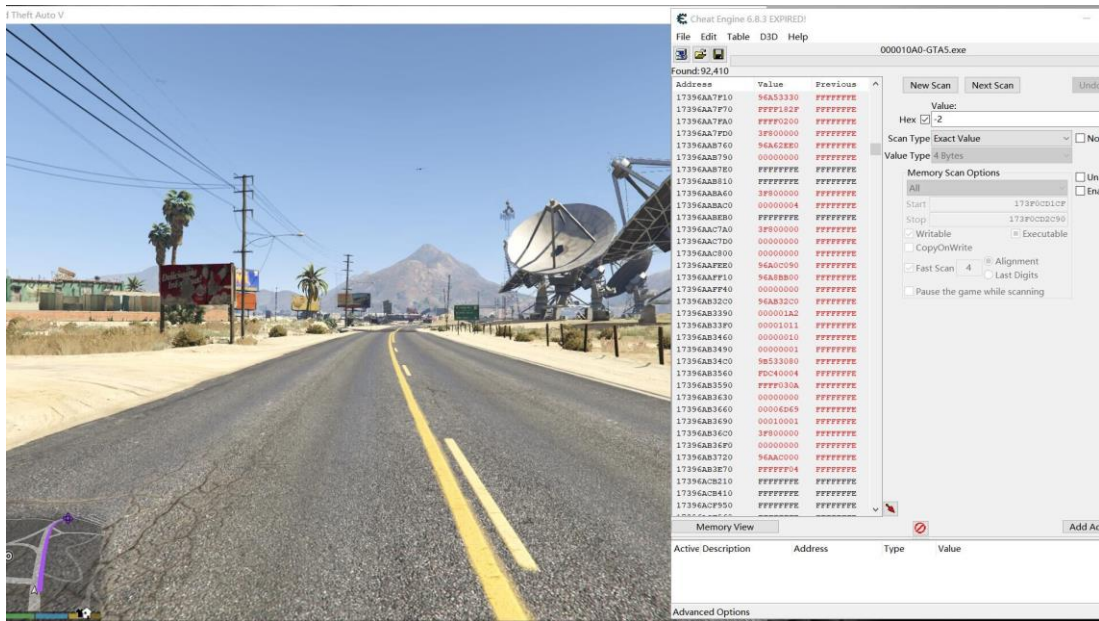 d Theft Auto V
Cheat Engine 6.8.3 EXPIRED!
File Edit Table D3D Help
000010A0-GTA5.exe
Found: 92,410
Address Value Previous
17396AA7F10 96A53330 FFFFFFFE
17396AA7F70 FFFF182F FFFFFFFE
17396AA7FA0 FFFF0200 FFFFFFFE
17396AA7FD0 3F800000 FFFFFFFE
17396AAB760 96A62EE0 FFFFFFFE
17396AAB790 00000000 FFFFFFFE
17396AAB7E0 FFFFFFFE FFFFFFFE
17396AAB810 FFFFFFFE FFFFFFFE
17396AABA60 3F800000 FFFFFFFE
17396AABAC0 00000004 FFFFFFFE
17396AABEB0 FFFFFFFE FFFFFFFE
17396AAC7A0 3F800000 FFFFFFFE
17396AAC7D0 00000000 FFFFFFFE
17396AAC800 00000000 FFFFFFFE
17396AAFEE0 96A0C090 FFFFFFFE
17396AAFF10 96A8BB00 FFFFFFFE
17396AAFF40 00000000 FFFFFFFE
17396AB32C0 96AB32C0 FFFFFFFE
17396AB3390 000001A2 FFFFFFFE
17396AB33F0 00001011 FFFFFFFE
17396AB3460 00000010 FFFFFFFE
17396AB3490 00000001 FFFFFFFE
17396AB34C0 9B533080 FFFFFFFE
17396AB3560 FDC40004 FFFFFFFE
17396AB3590 FFFF030A FFFFFFFE
17396AB3630 00000000 FFFFFFFE
17396AB3660 00006D69 FFFFFFFE
17396AB3690 00010001 FFFFFFFE
17396AB36C0 3F800000 FFFFFFFE
17396AB36F0 00000000 FFFFFFFE
17396AB3720 96AAC000 FFFFFFFE
17396AB3E70 FFFFFF04 FFFFFFFE
17396ACB210 FFFFFFFE FFFFFFFE
17396ACB410 FFFFFFFE FFFFFFFE
17396ACF950 FFFFFFFE FFFFFFFE
New Scan Next Scan Undo
Value:
Hex -2
Scan Type Exact Value No
Value Type 4 Bytes
Memory Scan Options Un
All Ena
Start 173F0CD1CF
Stop 173F0CD2C90
Writable Executable
CopyOnWrite
Fast Scan 4 Alignment
Last Digits
Pause the game while scanning
Memory View Add Ad
Active Description Address Type Value
Advanced Options